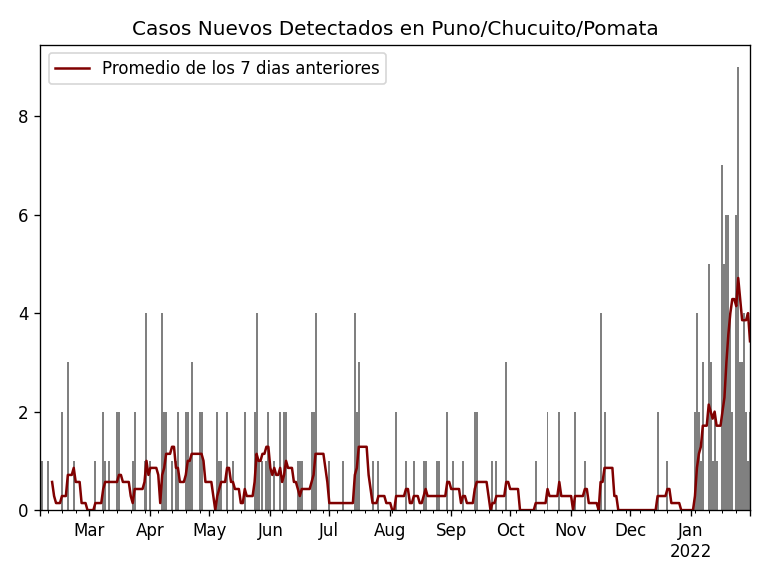 Casos Nuevos Detectados en Puno/Chucuito/Pomata
Promedio de los 7 dias anteriores
8
6
4
2
0
Mar Apr May Jun Jul Aug Sep Oct Nov Dec Jan
2022